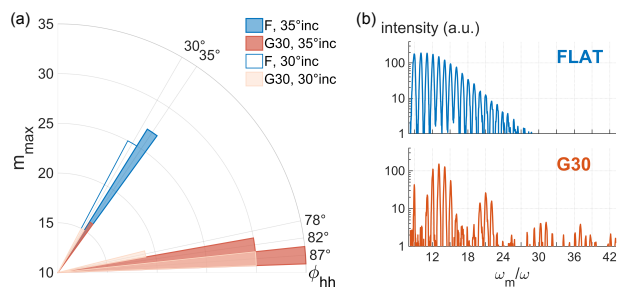 (a)
35
30
25
20
15
10
m_max
30°
35°
78°
82°
87°
ϕ_hh
F, 35°inc
G30, 35°inc
F, 30°inc
G30, 30°inc
(b)
intensity (a.u.)
FLAT
100
10
1
G30
100
10
1
12 18 24 30 36 42
ω_m/ω